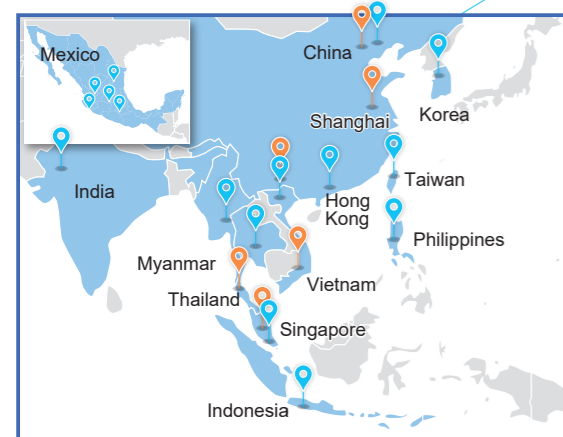 Mexico
China
Korea
Shanghai
India
Taiwan
Hong
Kong
Philippines
Myanmar
Vietnam
Thailand
Singapore
Indonesia